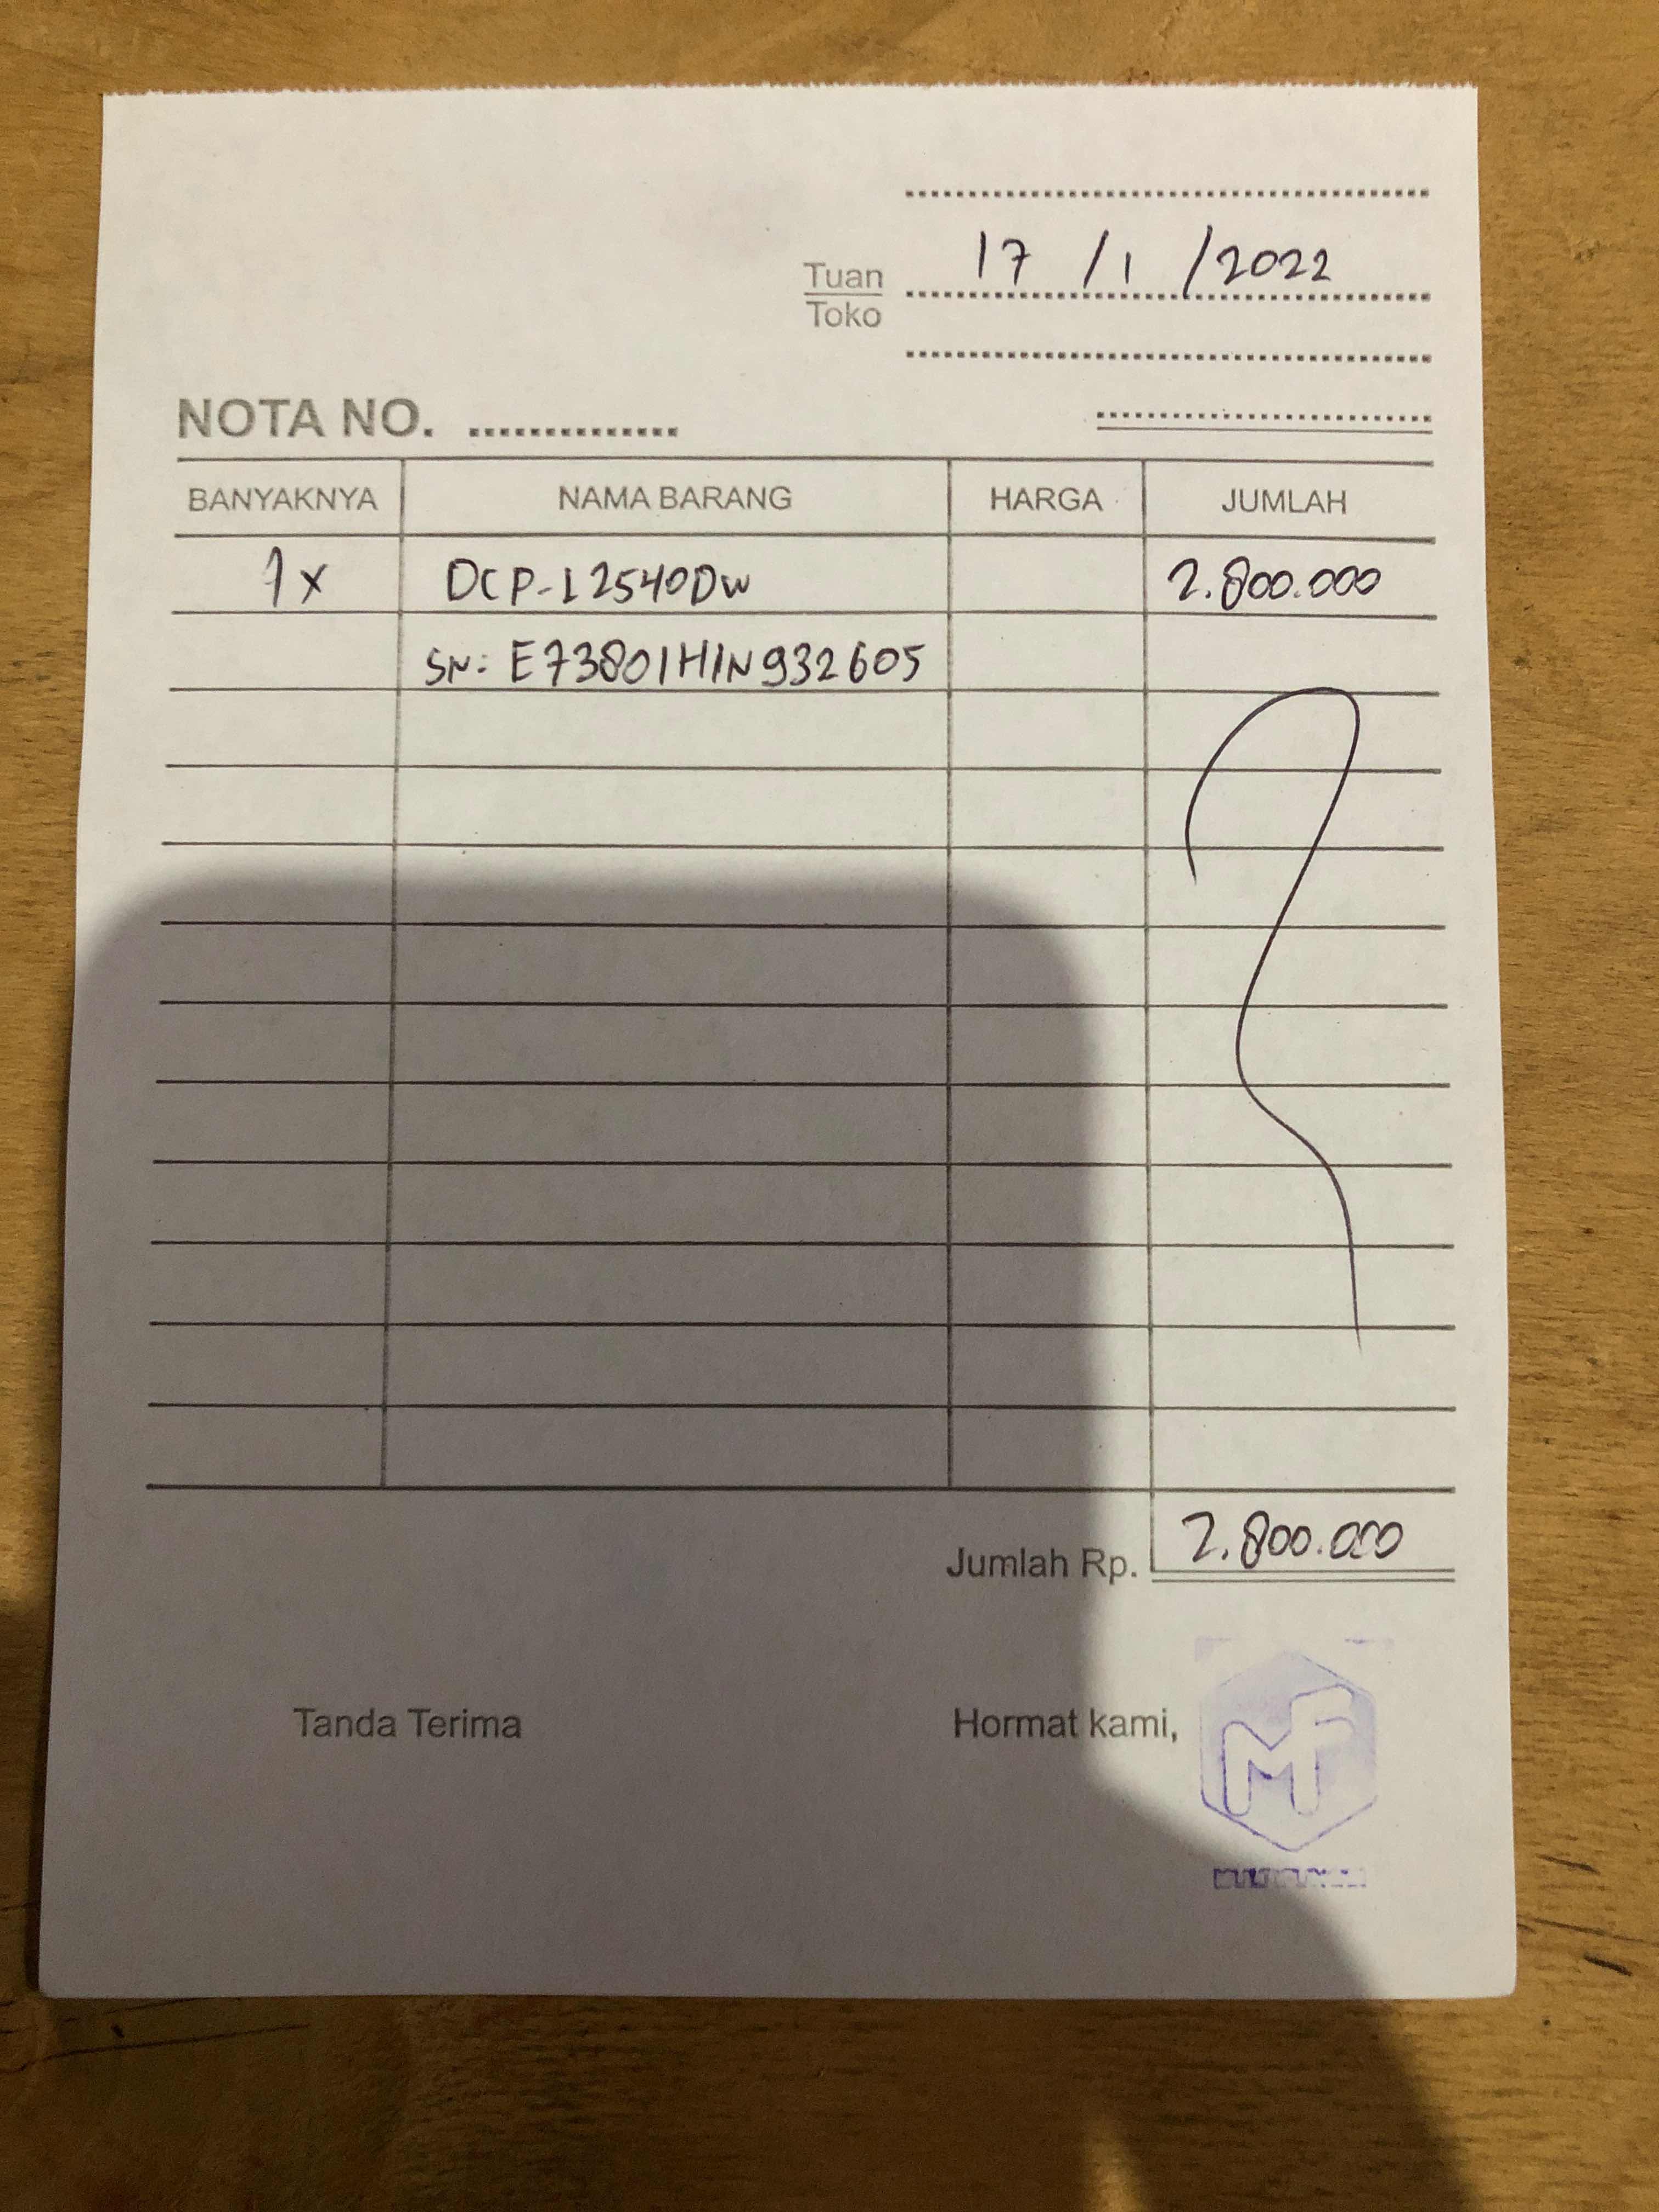 17 / 1 / 2022
Tuan
Toko
NOTA NO. ..............
BANYAKNYA NAMA BARANG HARGA JUMLAH
1x DCP-L2540DW 2.800.000
SN: E73801H1N932605
Jumlah Rp. 2.800.000
Tanda Terima Hormat kami,
MF